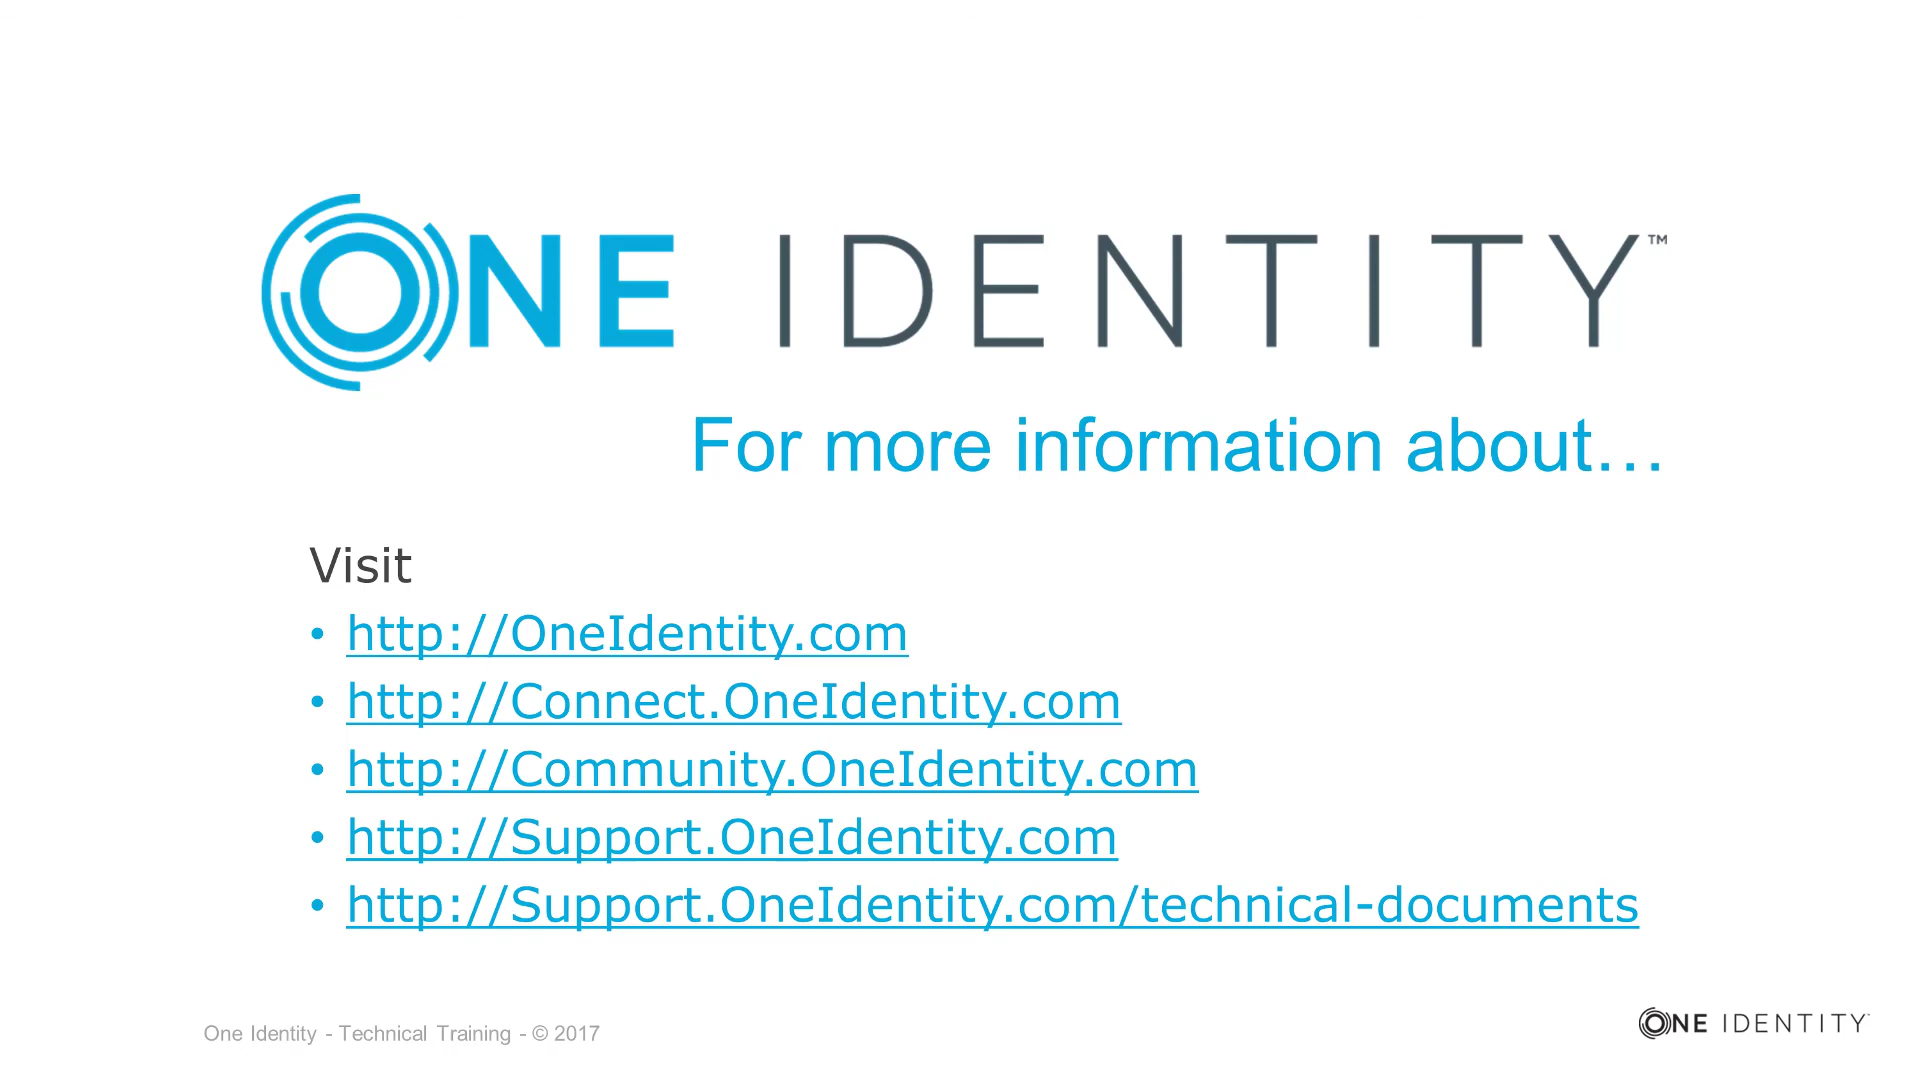 ONE IDENTITY™
For more information about…
Visit
• http://OneIdentity.com
• http://Connect.OneIdentity.com
• http://Community.OneIdentity.com
• http://Support.OneIdentity.com
• http://Support.OneIdentity.com/technical-documents
One Identity - Technical Training - © 2017
ONE IDENTITY